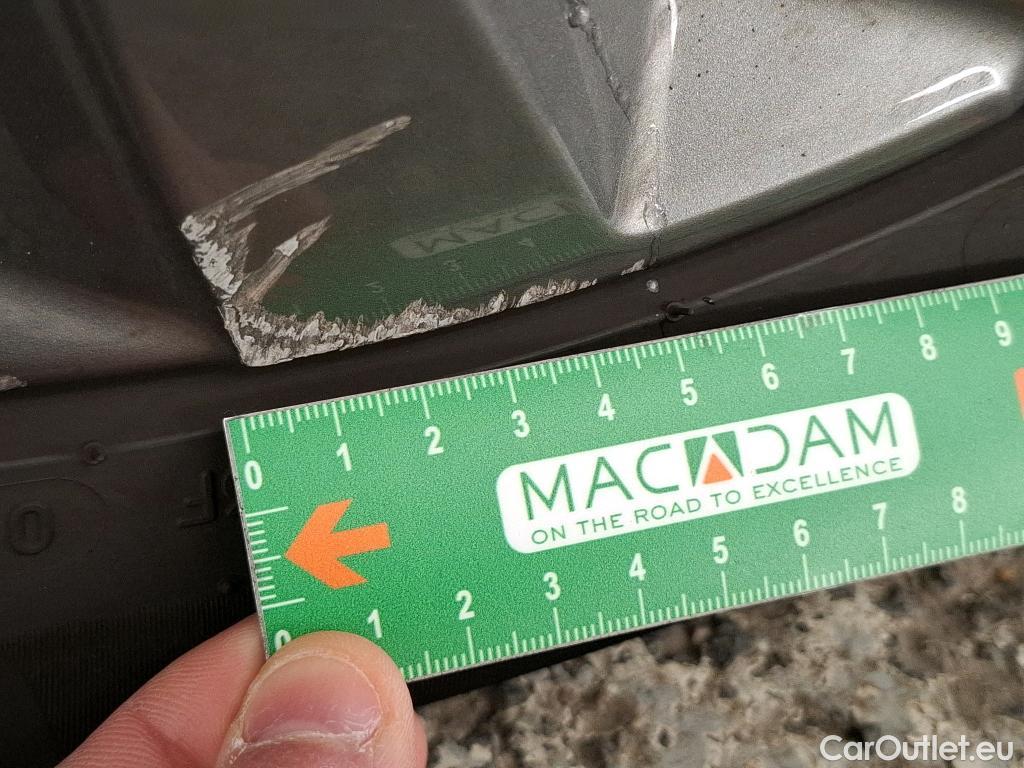 0 1 2 3 4 5 6 7 8 9
MACADAM
ON THE ROAD TO EXCELLENCE
0 1 2 3 4 5 6 7 8
CarOutlet.eu